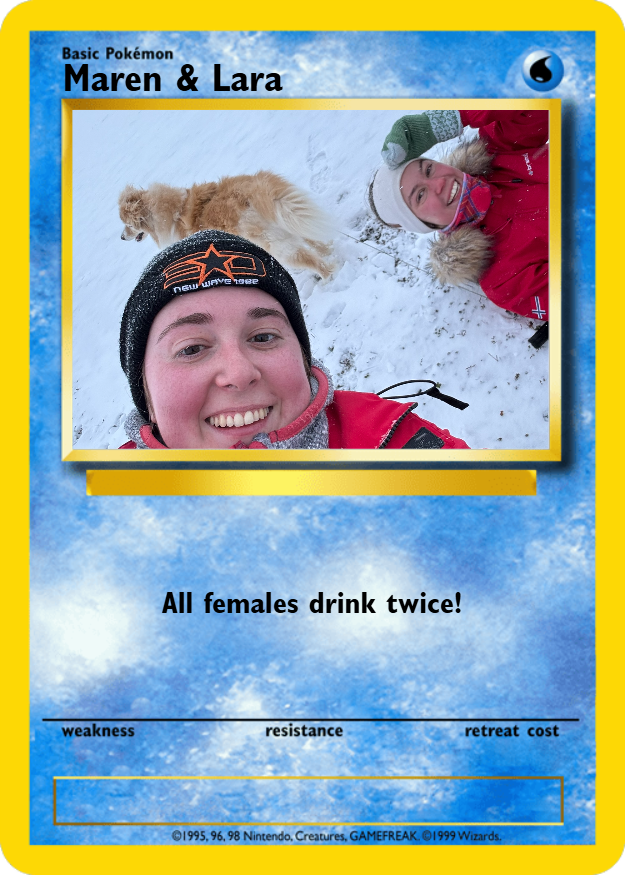 Basic Pokémon
Maren & Lara
NEW WAVE 1982
All females drink twice!
weakness resistance retreat cost
©1995, 96, 98 Nintendo, Creatures, GAMEFREAK. ©1999 Wizards.